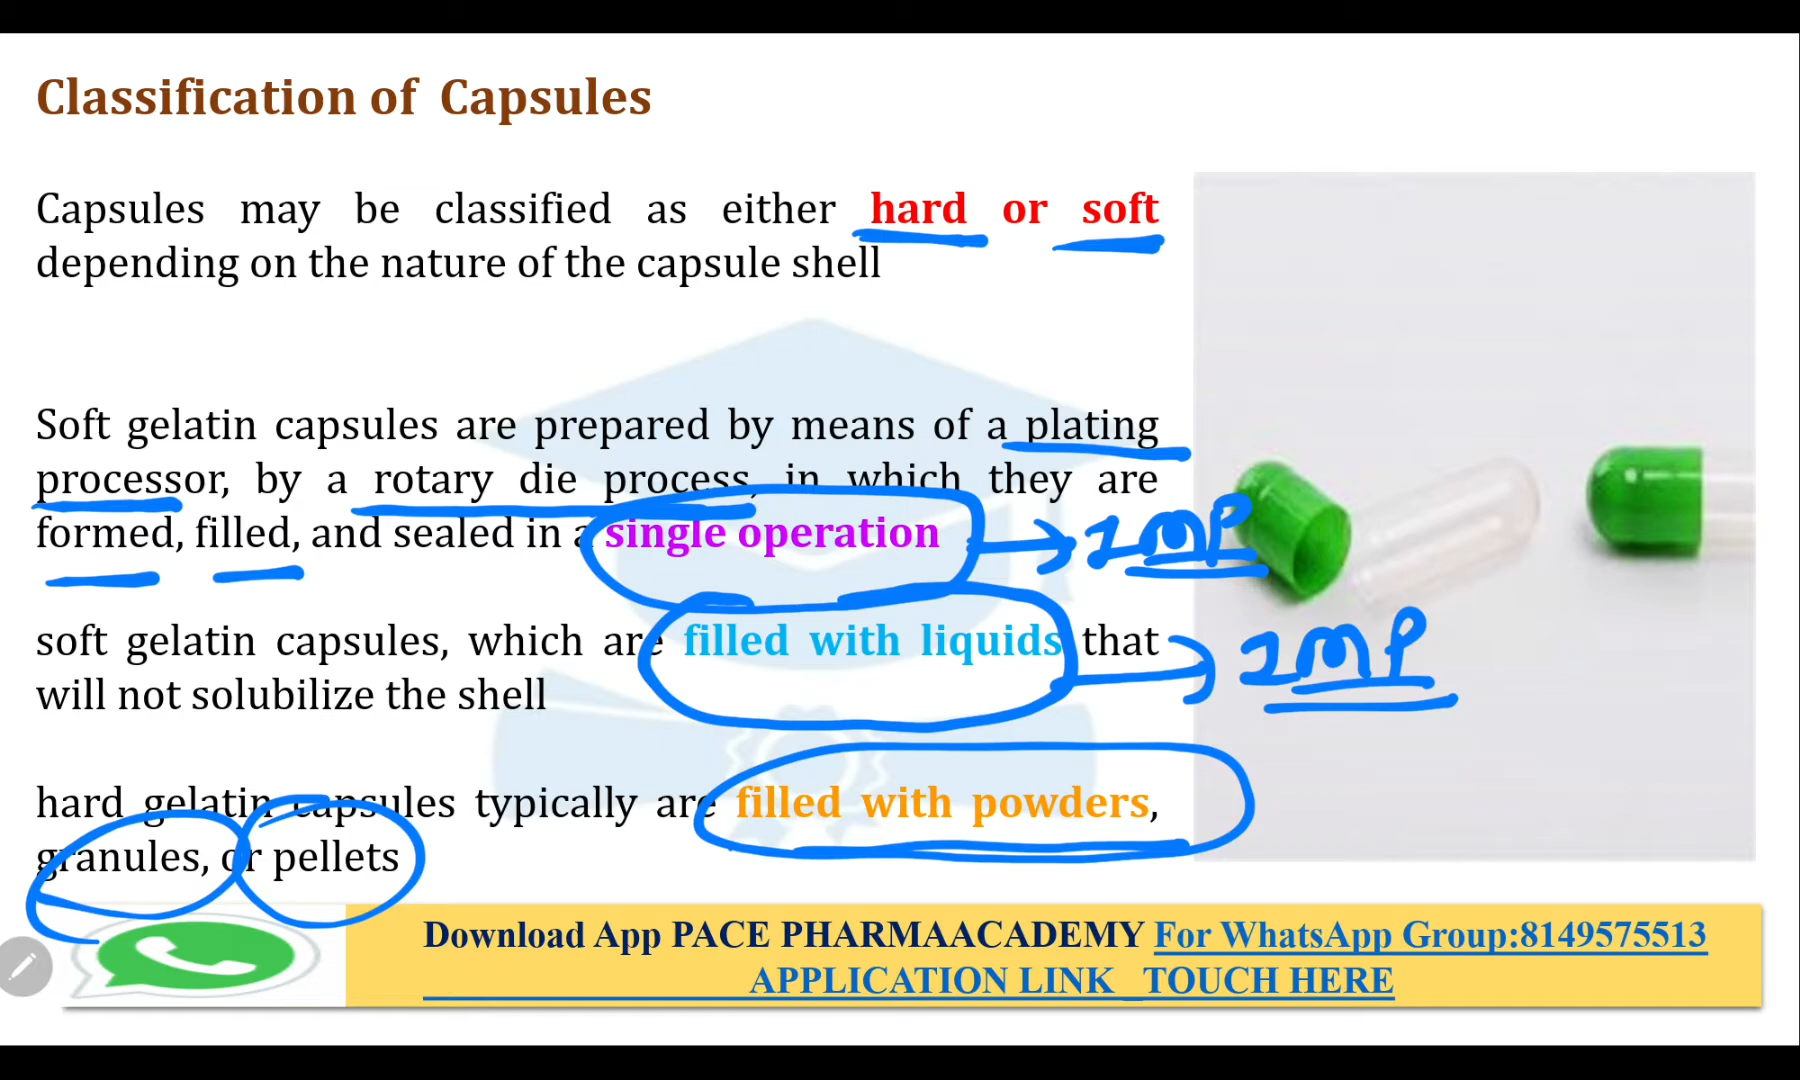 Classification of Capsules
Capsules may be classified as either hard or soft
depending on the nature of the capsule shell
Soft gelatin capsules are prepared by means of a plating
processor, by a rotary die process, in which they are
formed, filled, and sealed in a single operation
IMP
soft gelatin capsules, which are filled with liquids that
IMP
will not solubilize the shell
hard gelatin capsules typically are filled with powders,
granules, or pellets
Download App PACE PHARMAACADEMY For WhatsApp Group:8149575513
APPLICATION LINK _TOUCH HERE